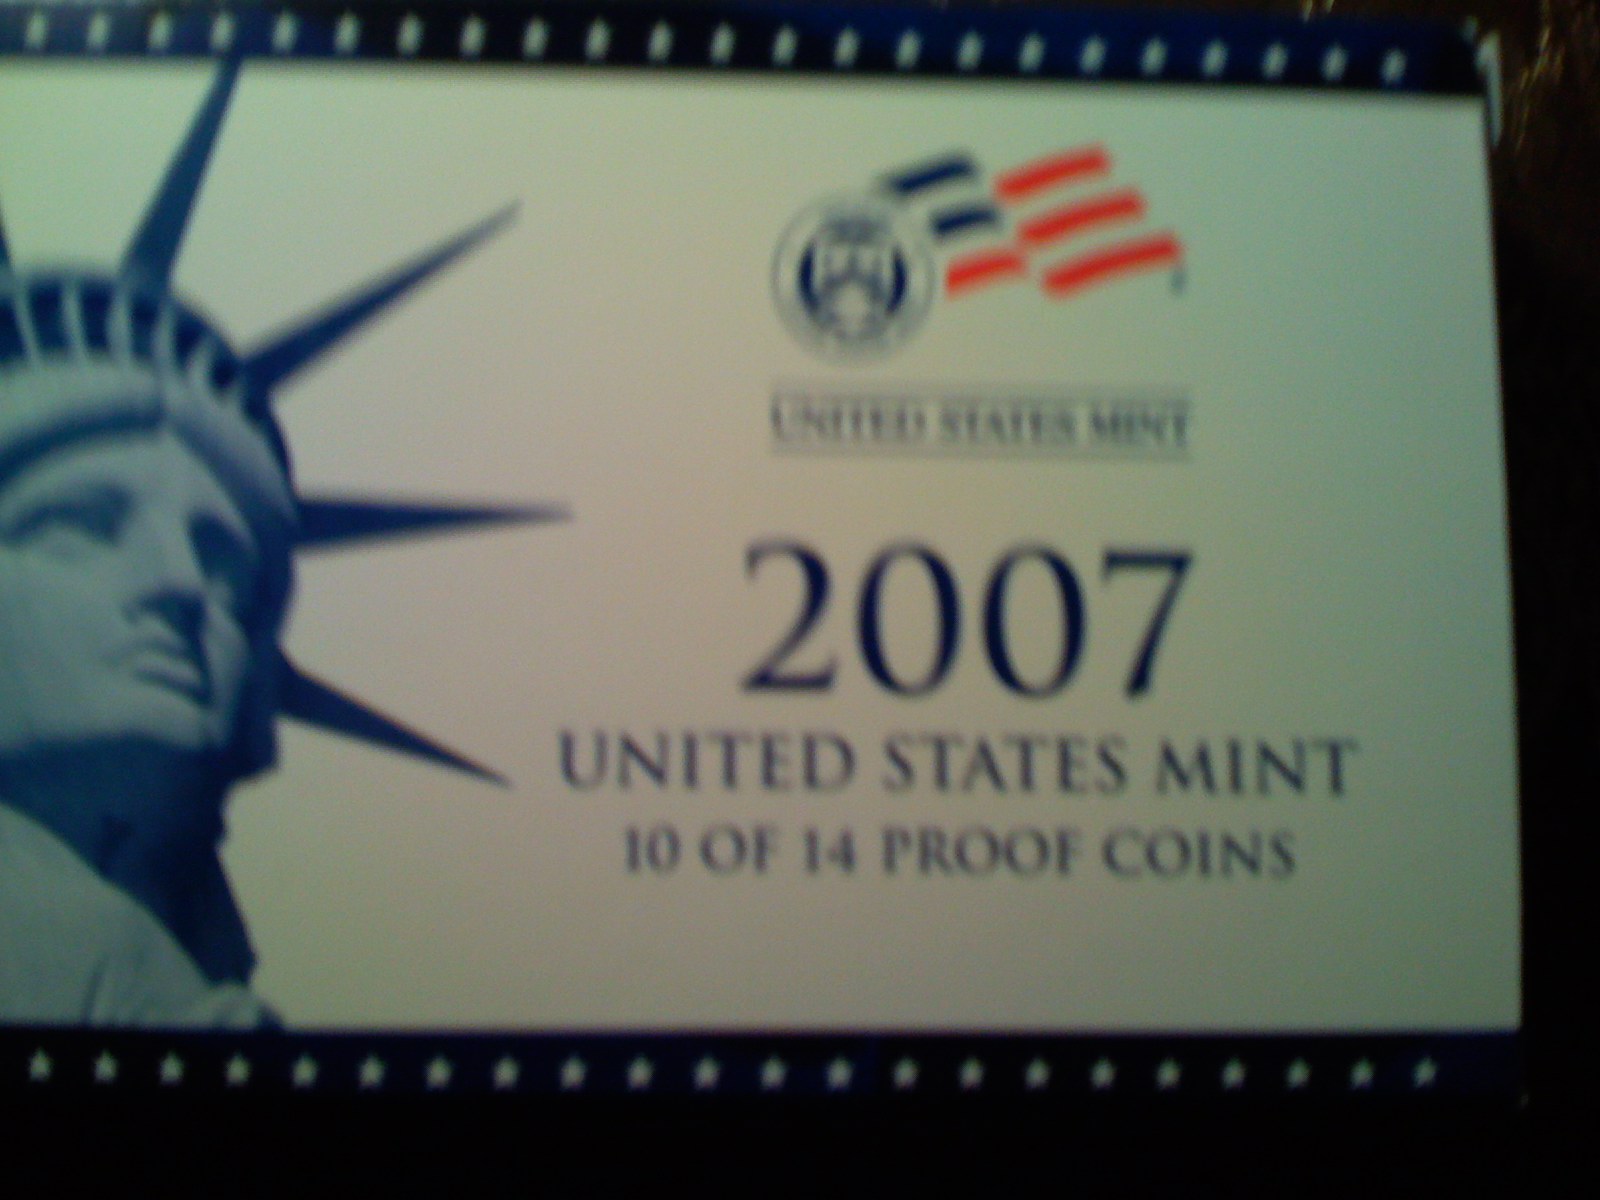 UNITED STATES MINT
2007
UNITED STATES MINT
10 OF 14 PROOF COINS